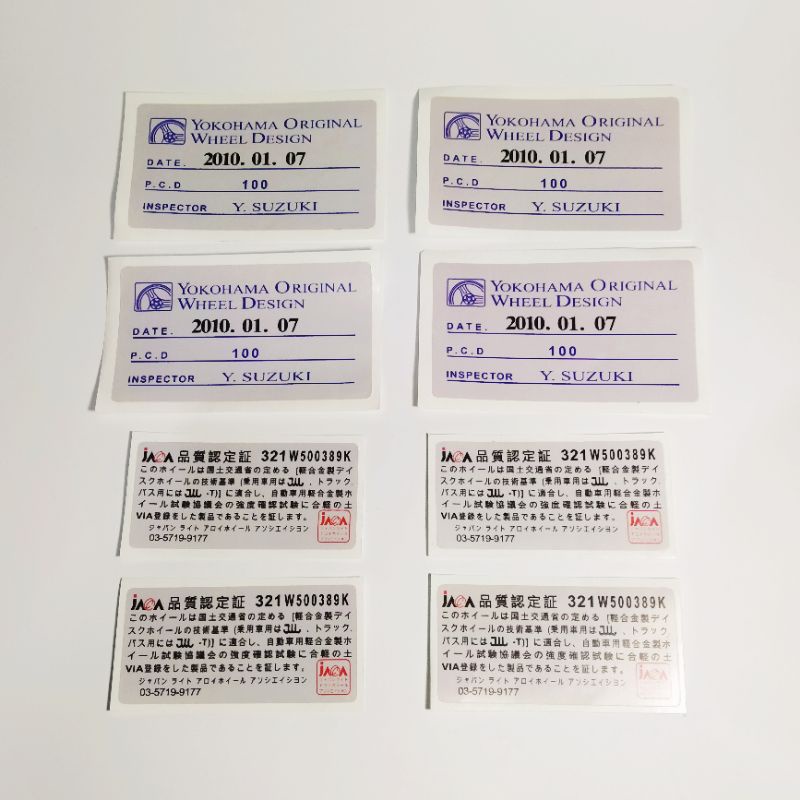 YOKOHAMA ORIGINAL
WHEEL DESIGN
DATE. 2010. 01. 07
P.C.D 100
INSPECTOR Y. SUZUKI
YOKOHAMA ORIGINAL
WHEEL DESIGN
DATE. 2010. 01. 07
P.C.D 100
INSPECTOR Y. SUZUKI
YOKOHAMA ORIGINAL
WHEEL DESIGN
DATE. 2010. 01. 07
P.C.D 100
INSPECTOR Y. SUZUKI
YOKOHAMA ORIGINAL
WHEEL DESIGN
DATE. 2010. 01. 07
P.C.D 100
INSPECTOR Y. SUZUKI
JAWA 品質認定証 321W500389K
このホイールは国土交通省の定める [軽合金製デイ
スクホイールの技術基準 (乗用車用は JWL, トラック,
バス用には JWL -T)] に適合し、自動車用軽合金製ホ
イール試験協議会の強度確認試験に合軽の土
VIA登録をした製品であることを証します。
ジャパン ライト アロイホイール アソシエイション
03-5719-9177
JAWA
JAWA 品質認定証 321W500389K
このホイールは国土交通省の定める [軽合金製デイ
スクホイールの技術基準 (乗用車用は JWL, トラック,
バス用には JWL -T)] に適合し、自動車用軽合金製ホ
イール試験協議会の強度確認試験に合軽の土
VIA登録をした製品であることを証します。
ジャパン ライト アロイホイール アソシエイション
03-5719-9177
JAWA
JAWA 品質認定証 321W500389K
このホイールは国土交通省の定める [軽合金製デイ
スクホイールの技術基準 (乗用車用は JWL, トラック,
バス用には JWL -T)] に適合し、自動車用軽合金製ホ
イール試験協議会の強度確認試験に合軽の土
VIA登録をした製品であることを証します。
ジャパン ライト アロイホイール アソシエイション
03-5719-9177
JAWA
JAWA 品質認定証 321W500389K
このホイールは国土交通省の定める [軽合金製デイ
スクホイールの技術基準 (乗用車用は JWL, トラック,
バス用には JWL -T)] に適合し、自動車用軽合金製ホ
イール試験協議会の強度確認試験に合軽の土
VIA登録をした製品であることを証します。
ジャパン ライト アロイホイール アソシエイション
03-5719-9177
JAWA